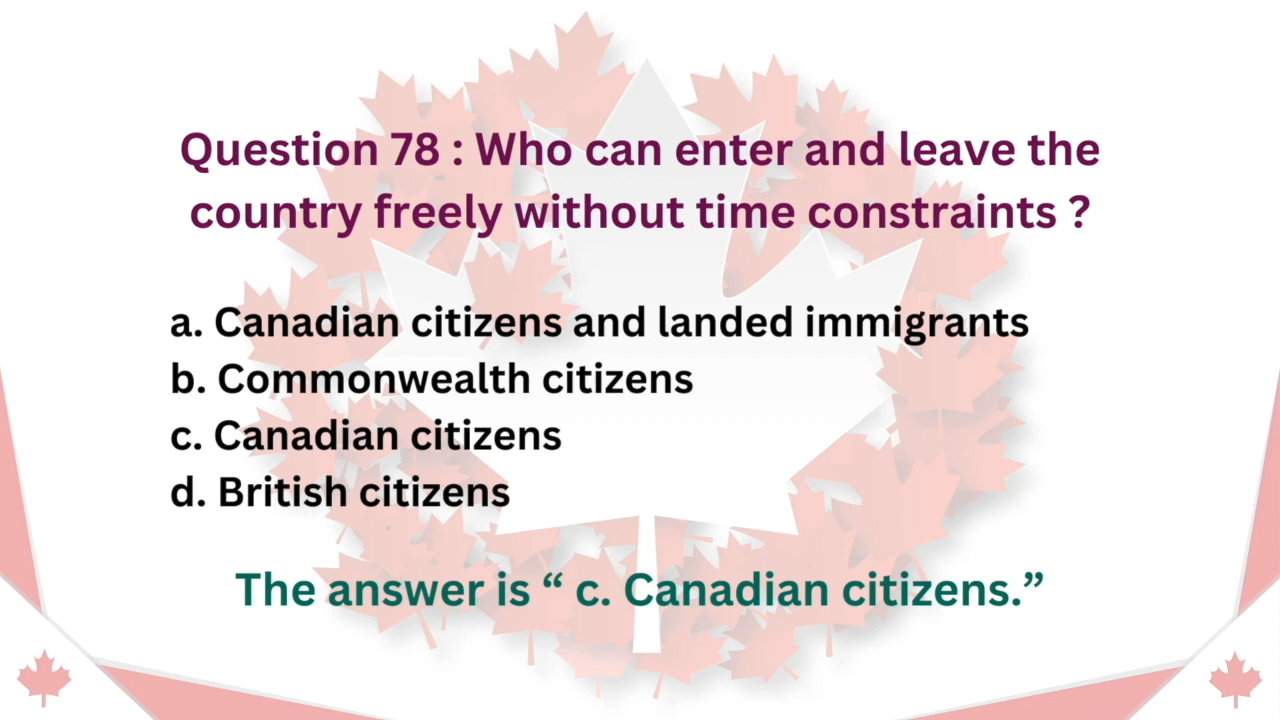 Question 78 : Who can enter and leave the
country freely without time constraints ?
a. Canadian citizens and landed immigrants
b. Commonwealth citizens
c. Canadian citizens
d. British citizens
The answer is “ c. Canadian citizens.”